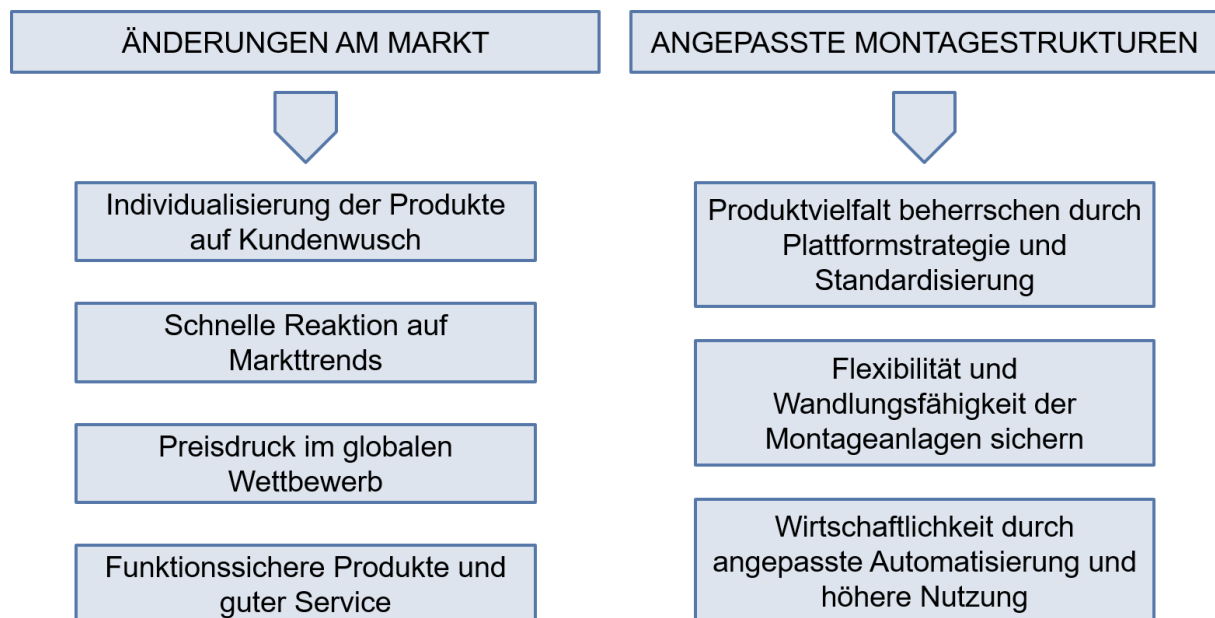 ÄNDERUNGEN AM MARKT
Individualisierung der Produkte
auf Kundenwusch
Schnelle Reaktion auf
Markttrends
Preisdruck im globalen
Wettbewerb
Funktionssichere Produkte und
guter Service
ANGEPASSTE MONTAGESTRUKTUREN
Produktvielfalt beherrschen durch
Plattformstrategie und
Standardisierung
Flexibilität und
Wandlungsfähigkeit der
Montageanlagen sichern
Wirtschaftlichkeit durch
angepasste Automatisierung und
höhere Nutzung